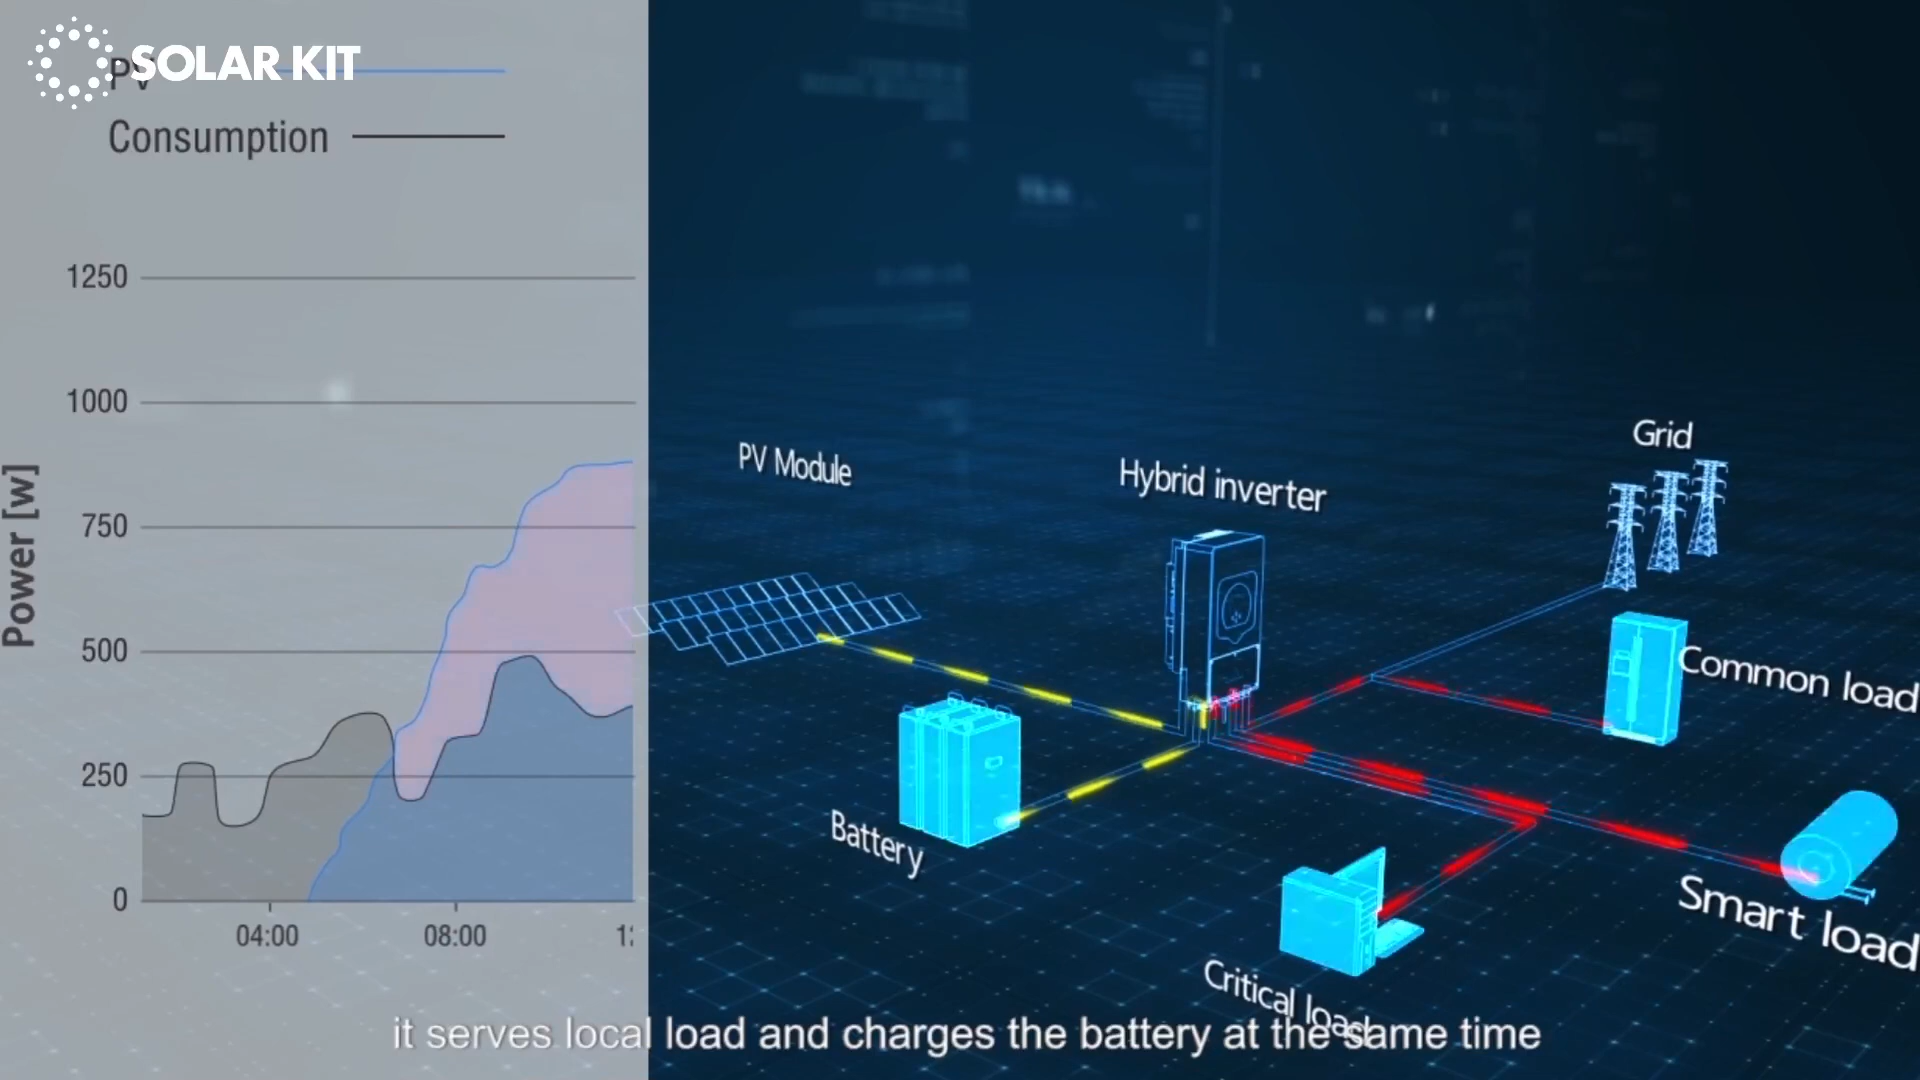 SOLAR KIT
PV
Consumption
1250
1000
750
500
250
0
Power [w]
04:00
08:00
PV Module
Hybrid inverter
Grid
Common load
Battery
Smart load
Critical load
it serves local load and charges the battery at the same time